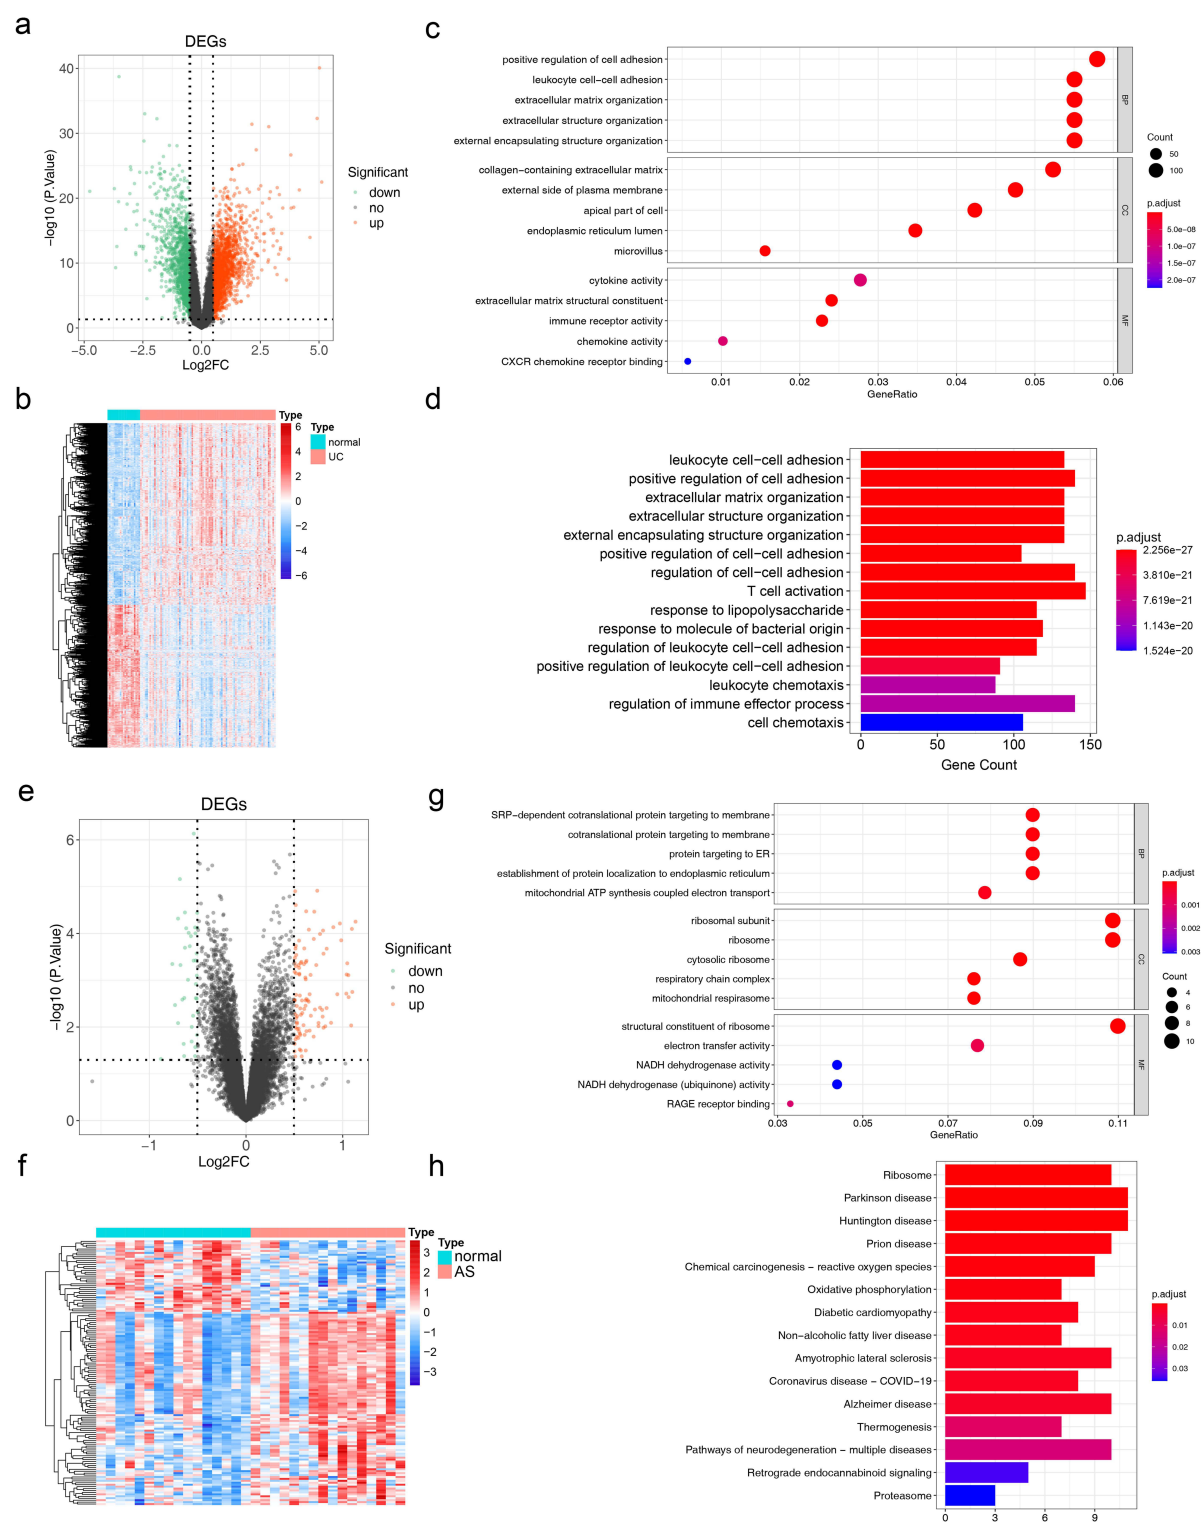 a
DEGs
40
30
20
10
0
−log10 (P.Value)
−5.0
−2.5
0.0
2.5
5.0
Log2FC
Significant
down
no
up
c
positive regulation of cell adhesion
leukocyte cell−cell adhesion
extracellular matrix organization
extracellular structure organization
external encapsulating structure organization
BP
collagen−containing extracellular matrix
external side of plasma membrane
apical part of cell
endoplasmic reticulum lumen
microvillus
CC
cytokine activity
extracellular matrix structural constituent
immune receptor activity
chemokine activity
CXCR chemokine receptor binding
MF
0.01
0.02
0.03
0.04
0.05
0.06
GeneRatio
Count
50
100
p.adjust
5.0e−08
1.0e−07
1.5e−07
2.0e−07
b
Type
6
4
2
0
−2
−4
−6
Type
normal
UC
d
leukocyte cell−cell adhesion
positive regulation of cell adhesion
extracellular matrix organization
extracellular structure organization
external encapsulating structure organization
positive regulation of cell−cell adhesion
regulation of cell−cell adhesion
T cell activation
response to lipopolysaccharide
response to molecule of bacterial origin
regulation of leukocyte cell−cell adhesion
positive regulation of leukocyte cell−cell adhesion
leukocyte chemotaxis
regulation of immune effector process
cell chemotaxis
0
50
100
150
Gene Count
p.adjust
2.256e−27
3.810e−21
7.619e−21
1.143e−20
1.524e−20
e
DEGs
6
4
2
0
−log10 (P.Value)
−1
0
1
Log2FC
Significant
down
no
up
g
SRP−dependent cotranslational protein targeting to membrane
cotranslational protein targeting to membrane
protein targeting to ER
establishment of protein localization to endoplasmic reticulum
mitochondrial ATP synthesis coupled electron transport
BP
ribosomal subunit
ribosome
cytosolic ribosome
respiratory chain complex
mitochondrial respirasome
CC
structural constituent of ribosome
electron transfer activity
NADH dehydrogenase activity
NADH dehydrogenase (ubiquinone) activity
RAGE receptor binding
MF
0.03
0.05
0.07
0.09
0.11
GeneRatio
p.adjust
0.001
0.002
0.003
Count
4
6
8
10
f
Type
3
2
1
0
−1
−2
−3
Type
normal
AS
h
Ribosome
Parkinson disease
Huntington disease
Prion disease
Chemical carcinogenesis − reactive oxygen species
Oxidative phosphorylation
Diabetic cardiomyopathy
Non−alcoholic fatty liver disease
Amyotrophic lateral sclerosis
Coronavirus disease − COVID−19
Alzheimer disease
Thermogenesis
Pathways of neurodegeneration − multiple diseases
Retrograde endocannabinoid signaling
Proteasome
0
3
6
9
p.adjust
0.01
0.02
0.03